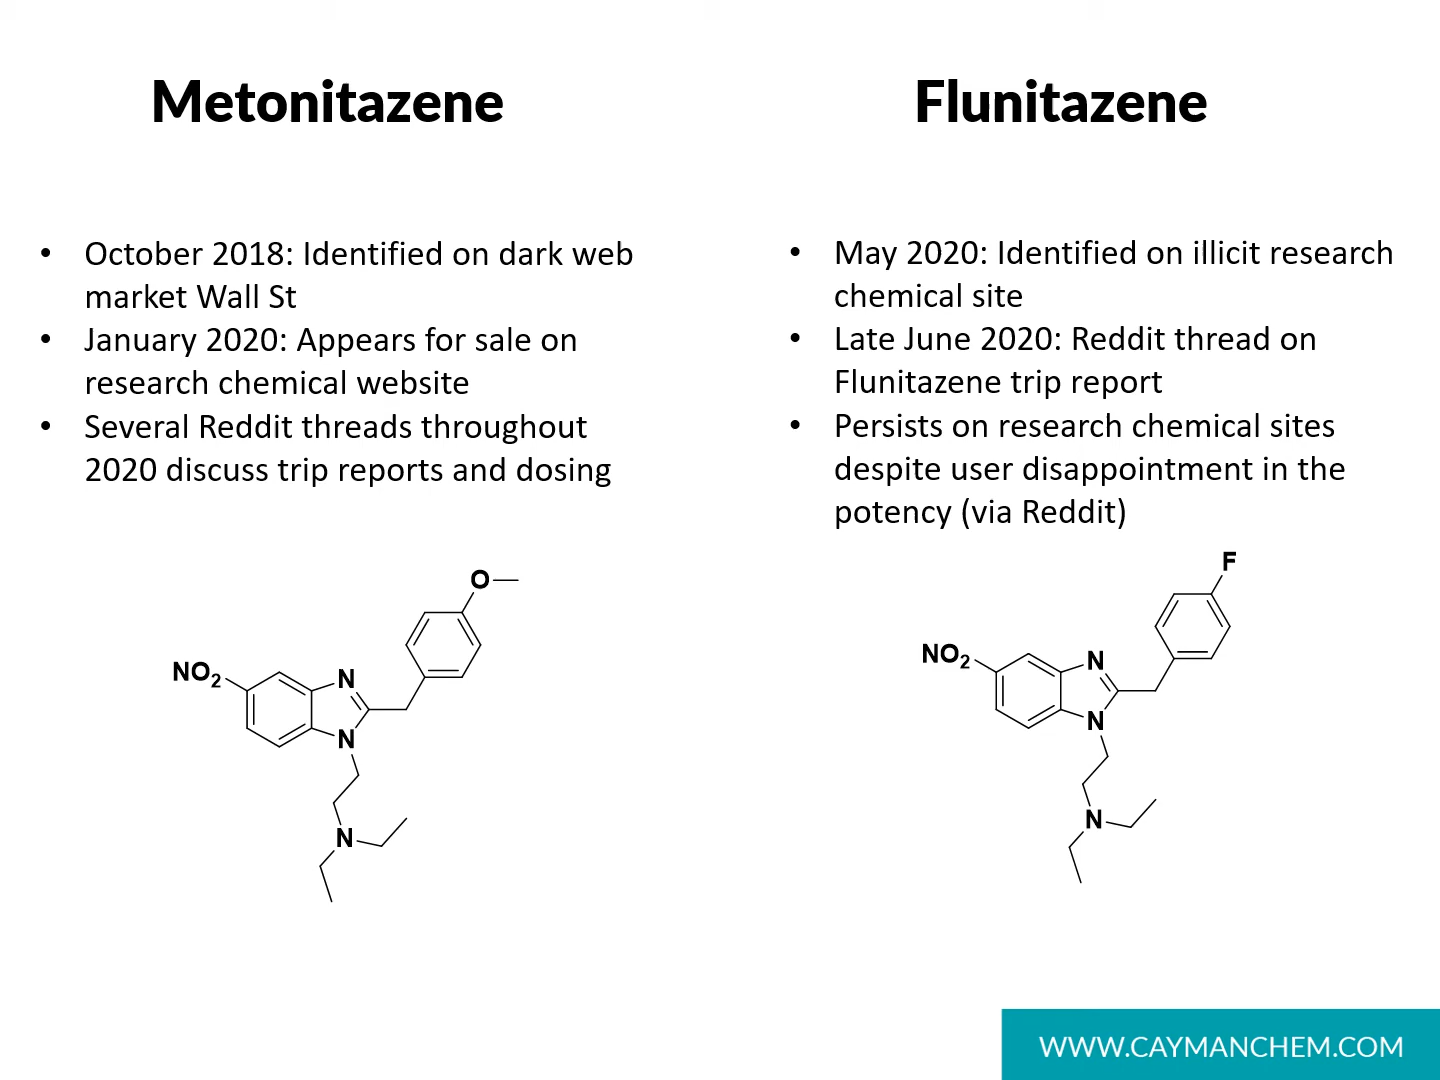 Metonitazene
• October 2018: Identified on dark web
market Wall St
• January 2020: Appears for sale on
research chemical website
• Several Reddit threads throughout
2020 discuss trip reports and dosing
O
NO2
N
N
N
Flunitazene
• May 2020: Identified on illicit research
chemical site
• Late June 2020: Reddit thread on
Flunitazene trip report
• Persists on research chemical sites
despite user disappointment in the
potency (via Reddit)
F
NO2
N
N
N
WWW.CAYMANCHEM.COM